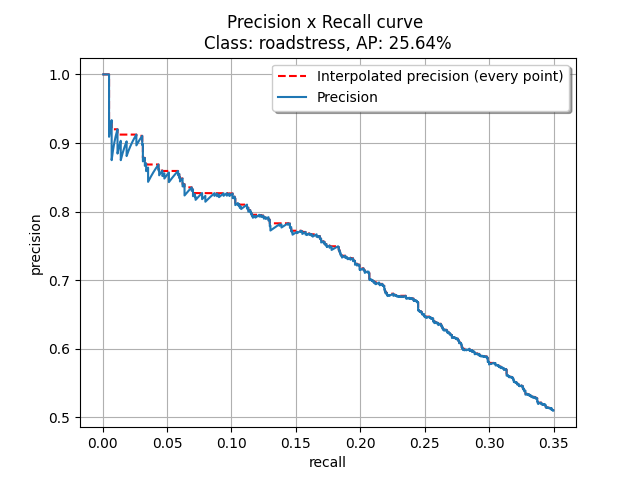 Precision x Recall curve
Class: roadstress, AP: 25.64%
Interpolated precision (every point)
Precision
1.0
0.9
0.8
0.7
0.6
0.5
precision
0.00 0.05 0.10 0.15 0.20 0.25 0.30 0.35
recall